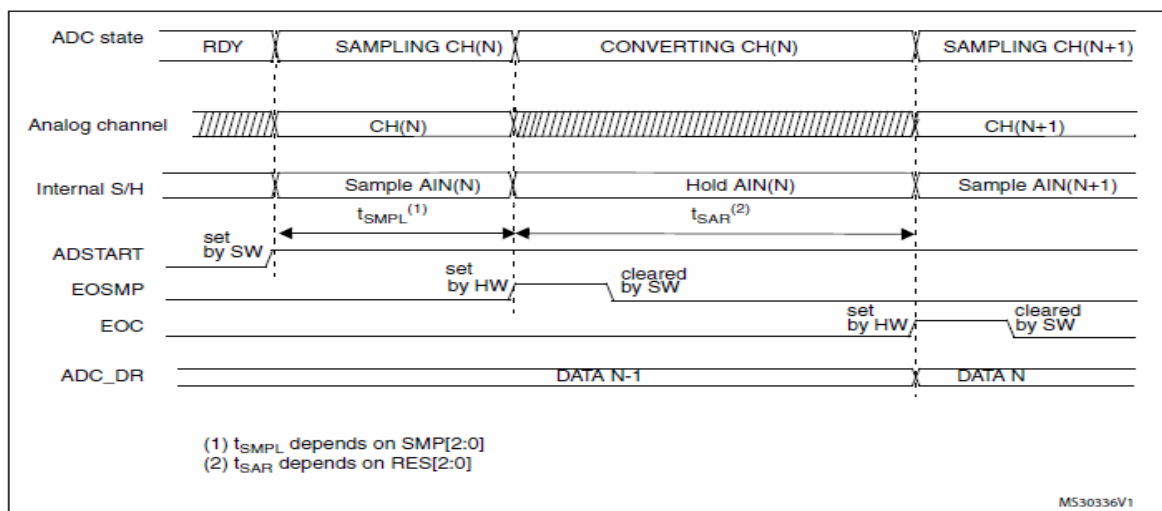 ADC state RDY SAMPLING CH(N) CONVERTING CH(N) SAMPLING CH(N+1)
Analog channel CH(N) CH(N+1)
Internal S/H Sample AIN(N) Hold AIN(N) Sample AIN(N+1)
tSMPL(1) tSAR(2)
ADSTART set by SW
EOSMP set by HW cleared by SW
EOC set by HW cleared by SW
ADC_DR DATA N-1 DATA N
(1) tSMPL depends on SMP[2:0]
(2) tSAR depends on RES[2:0]
MS30336V1